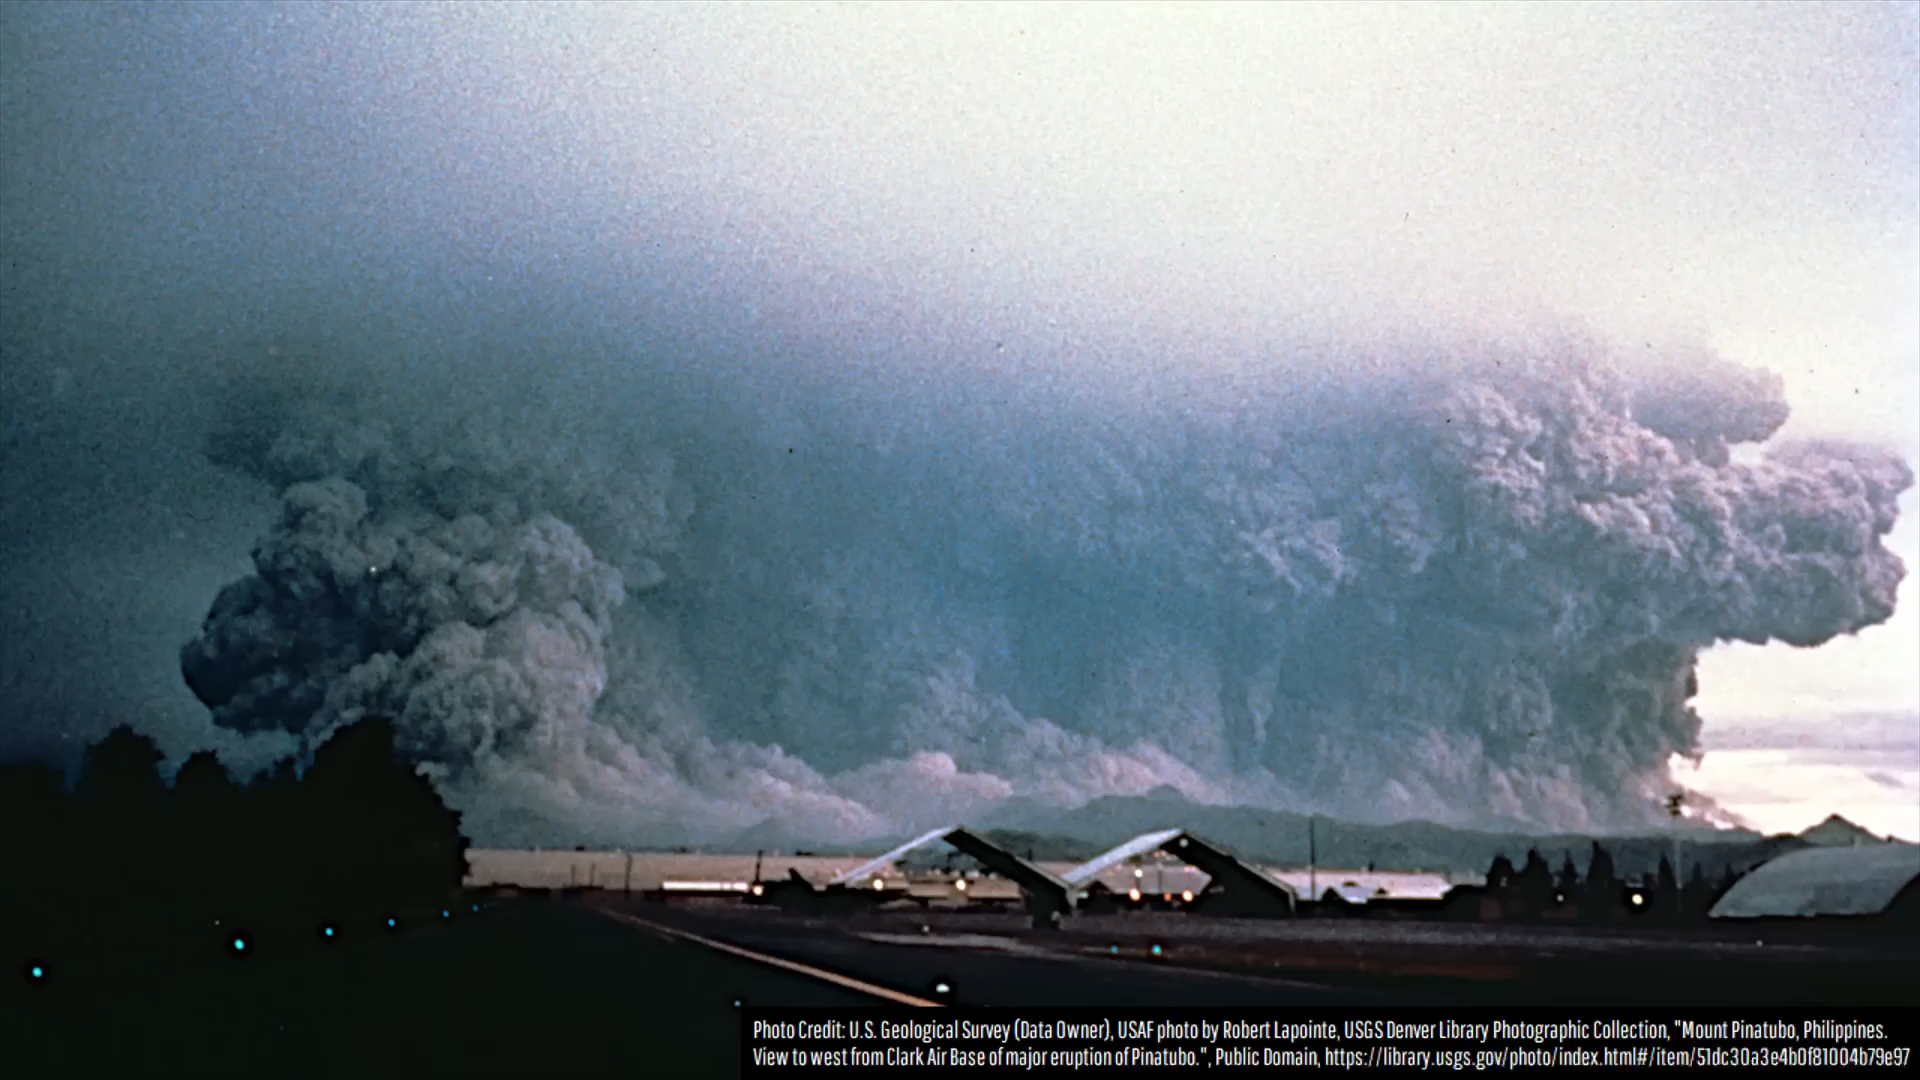 Photo Credit: U.S. Geological Survey (Data Owner), USAF photo by Robert Lapointe, USGS Denver Library Photographic Collection, "Mount Pinatubo, Philippines.
View to west from Clark Air Base of major eruption of Pinatubo.", Public Domain, https://library.usgs.gov/photo/index.html#/item/51dc30a3e4b0f81004b79e97